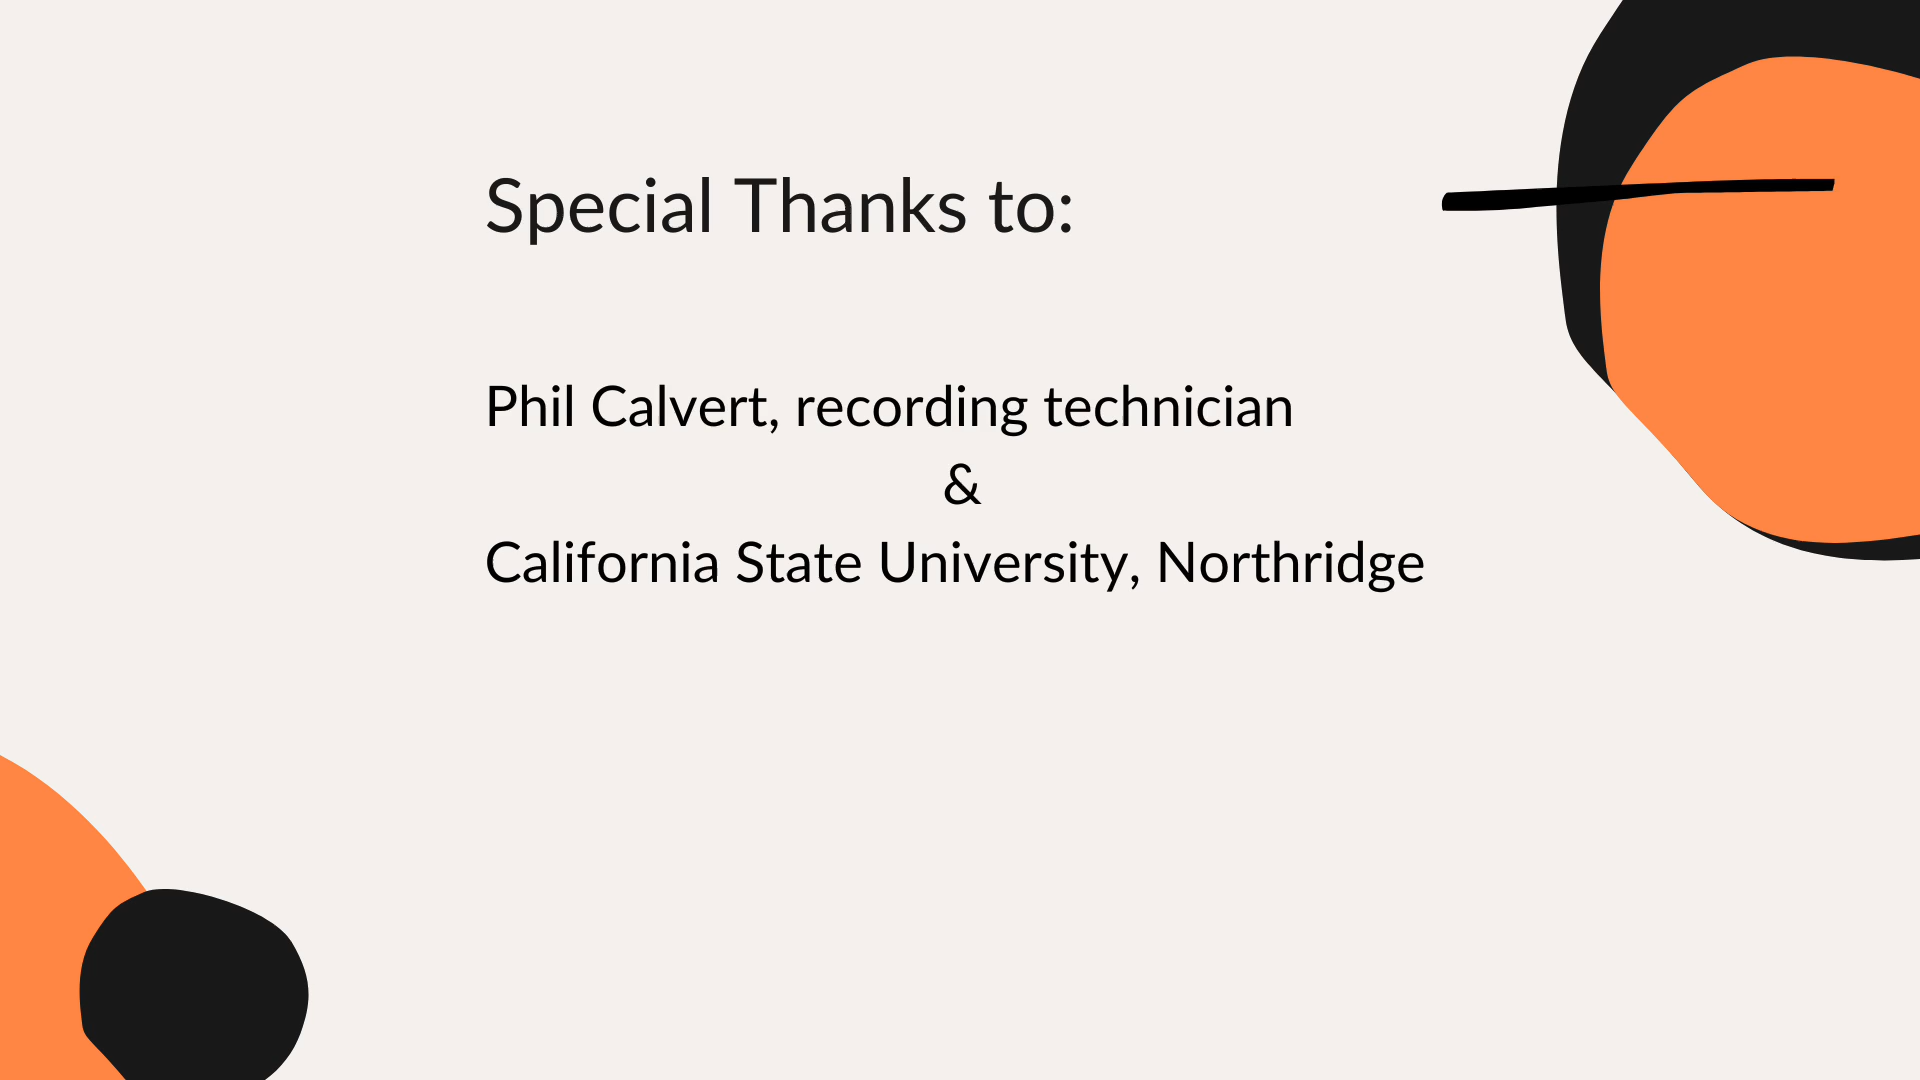 Special Thanks to:
Phil Calvert, recording technician
&
California State University, Northridge